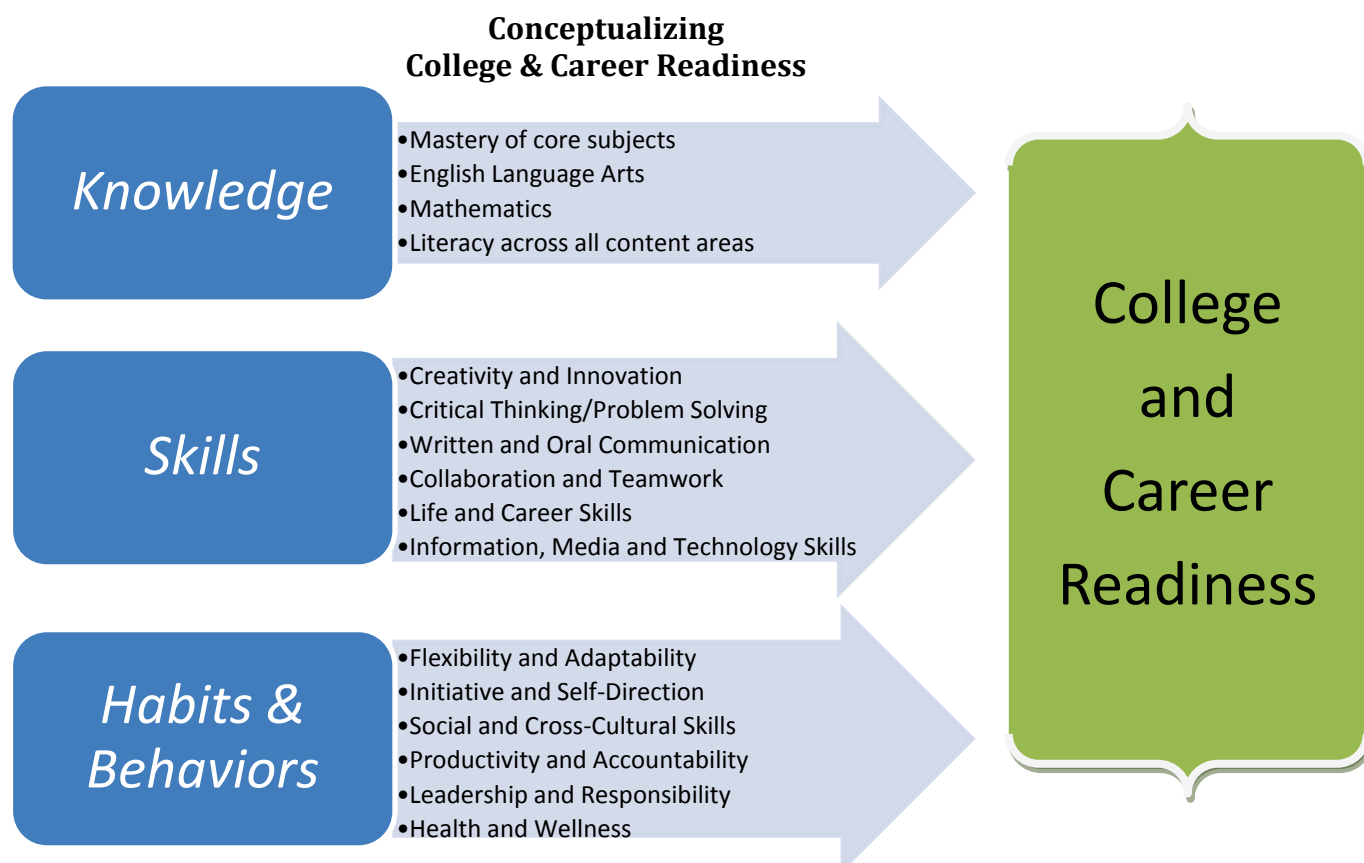 Conceptualizing
College & Career Readiness
Knowledge
•Mastery of core subjects
•English Language Arts
•Mathematics
•Literacy across all content areas
Skills
•Creativity and Innovation
•Critical Thinking/Problem Solving
•Written and Oral Communication
•Collaboration and Teamwork
•Life and Career Skills
•Information, Media and Technology Skills
Habits &
Behaviors
•Flexibility and Adaptability
•Initiative and Self-Direction
•Social and Cross-Cultural Skills
•Productivity and Accountability
•Leadership and Responsibility
•Health and Wellness
College
and
Career
Readiness